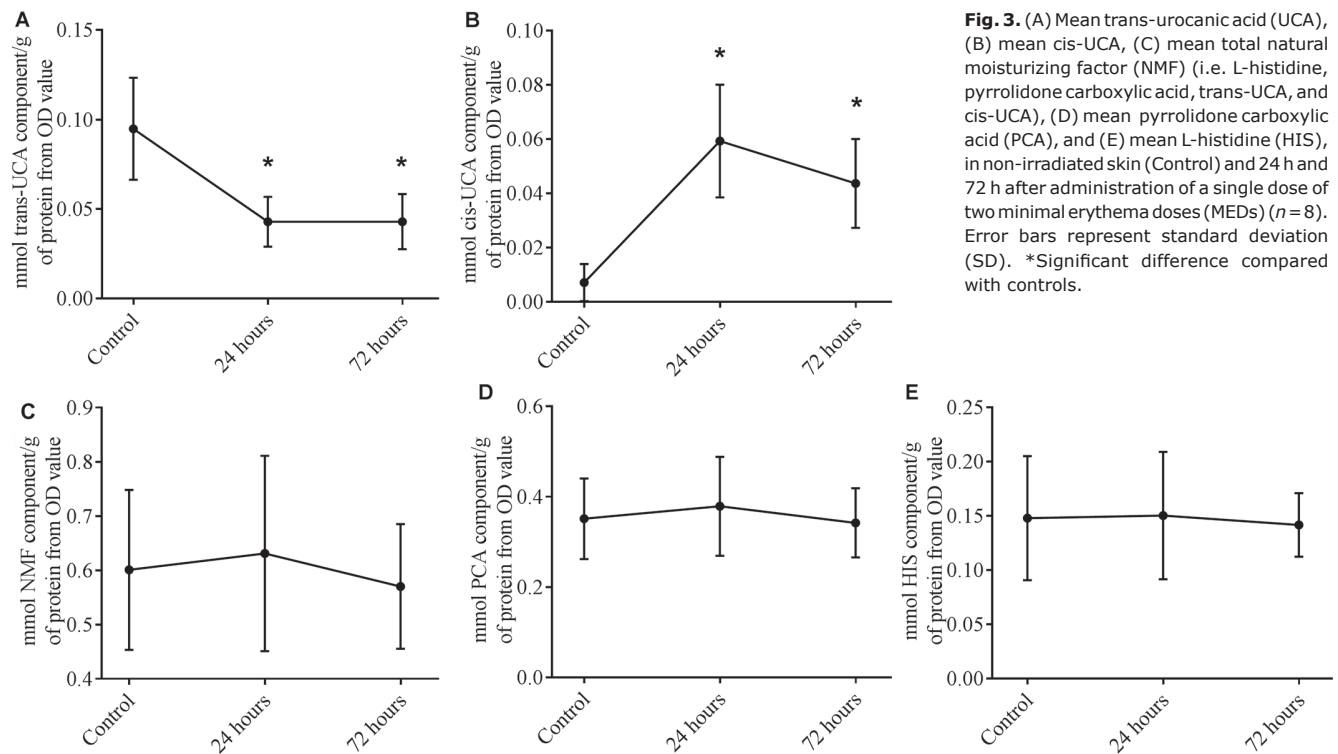 A
mmol trans-UCA component/g
of protein from OD value
0.15
0.10
0.05
0.00
Control
24 hours
72 hours
*
*
B
mmol cis-UCA component/g
of protein from OD value
0.10
0.08
0.06
0.04
0.02
0.00
Control
24 hours
72 hours
*
*
Fig. 3. (A) Mean trans-urocanic acid (UCA),
(B) mean cis-UCA, (C) mean total natural
moisturizing factor (NMF) (i.e. L-histidine,
pyrrolidone carboxylic acid, trans-UCA, and
cis-UCA), (D) mean pyrrolidone carboxylic
acid (PCA), and (E) mean L-histidine (HIS),
in non-irradiated skin (Control) and 24 h and
72 h after administration of a single dose of
two minimal erythema doses (MEDs) (n = 8).
Error bars represent standard deviation
(SD). *Significant difference compared
with controls.
C
mmol NMF component/g
of protein from OD value
0.9
0.8
0.7
0.6
0.5
0.4
Control
24 hours
72 hours
D
mmol PCA component/g
of protein from OD value
0.6
0.4
0.2
0.0
Control
24 hours
72 hours
E
mmol HIS component/g
of protein from OD value
0.25
0.20
0.15
0.10
0.05
0.00
Control
24 hours
72 hours